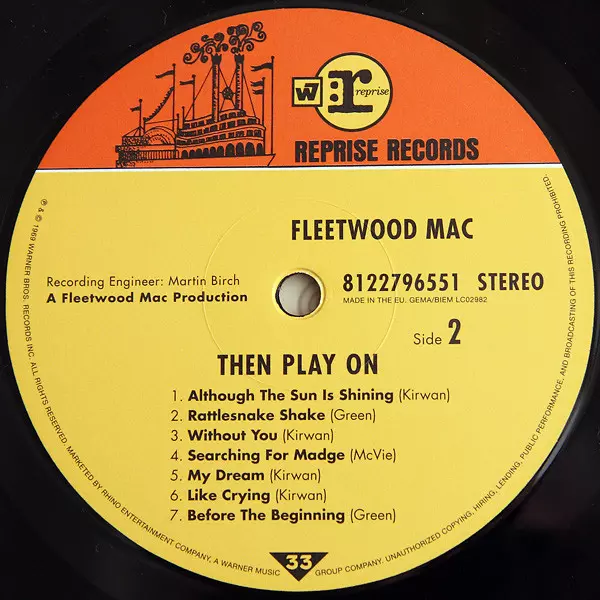 W
r
reprise
REPRISE RECORDS
FLEETWOOD MAC
Recording Engineer: Martin Birch
A Fleetwood Mac Production
8122796551 STEREO
MADE IN THE EU. GEMA/BIEM LC02982
Side 2
THEN PLAY ON
1. Although The Sun Is Shining (Kirwan)
2. Rattlesnake Shake (Green)
3. Without You (Kirwan)
4. Searching For Madge (McVie)
5. My Dream (Kirwan)
6. Like Crying (Kirwan)
7. Before The Beginning (Green)
33
℗ & © 1969 WARNER BROS. RECORDS INC. ALL RIGHTS RESERVED. MARKETED BY RHINO ENTERTAINMENT COMPANY, A WARNER MUSIC GROUP COMPANY. UNAUTHORIZED COPYING, HIRING, LENDING, PUBLIC PERFORMANCE, AND BROADCASTING OF THIS RECORDING PROHIBITED.